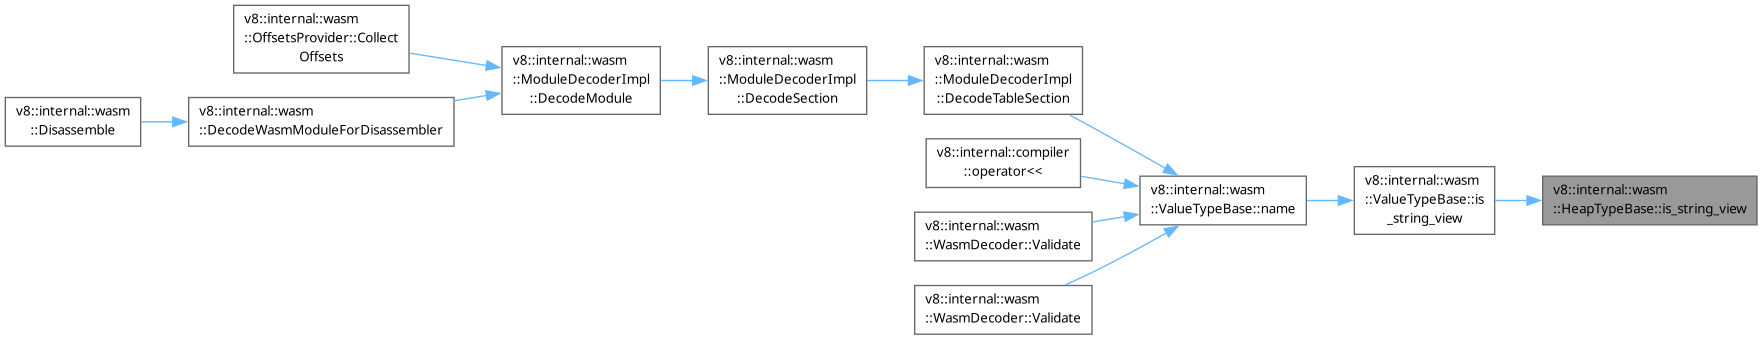 v8::internal::wasm
::OffsetsProvider::Collect
Offsets
v8::internal::wasm
::Disassemble
v8::internal::wasm
::DecodeWasmModuleForDisassembler
v8::internal::wasm
::ModuleDecoderImpl
::DecodeModule
v8::internal::wasm
::ModuleDecoderImpl
::DecodeSection
v8::internal::wasm
::ModuleDecoderImpl
::DecodeTableSection
v8::internal::compiler
::operator<<
v8::internal::wasm
::WasmDecoder::Validate
v8::internal::wasm
::WasmDecoder::Validate
v8::internal::wasm
::ValueTypeBase::name
v8::internal::wasm
::ValueTypeBase::is
_string_view
v8::internal::wasm
::HeapTypeBase::is_string_view